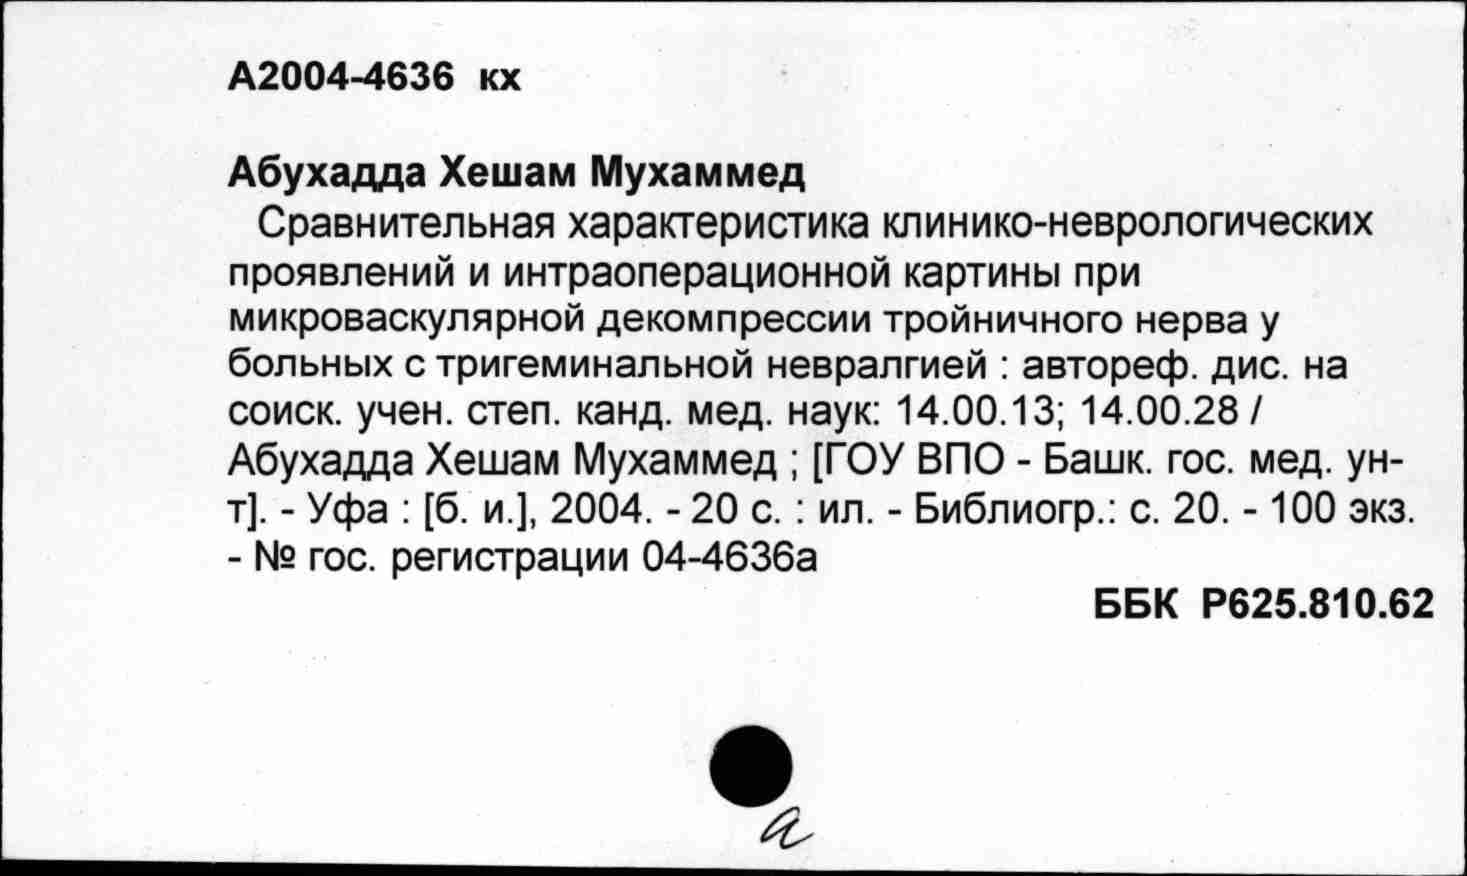 А2004-4636 кх
Абухадда Хешам Мухаммед
Сравнительная характеристика клинико-неврологических
проявлений и интраоперационной картины при
микроваскулярной декомпрессии тройничного нерва у
больных с тригеминальной невралгией : автореф. дис. на
соиск. учен. степ. канд. мед. наук: 14.00.13; 14.00.28 /
Абухадда Хешам Мухаммед ; [ГОУ ВПО - Башк. гос. мед. ун-
т]. - Уфа : [б. и.], 2004. - 20 с. : ил. - Библиогр.: с. 20. - 100 экз.
- № гос. регистрации 04-4636а
ББК Р625.810.62
а